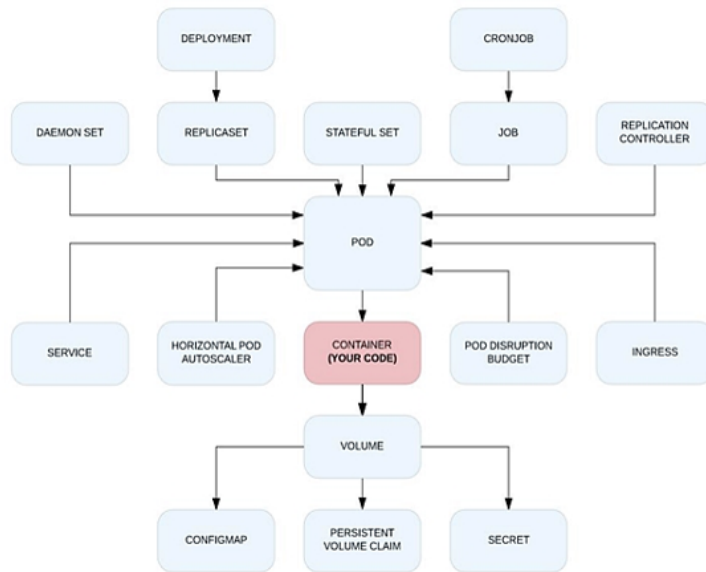 DEPLOYMENT
CRONJOB
DAEMON SET
REPLICASET
STATEFUL SET
JOB
REPLICATION
CONTROLLER
POD
SERVICE
HORIZONTAL POD
AUTOSCALER
CONTAINER
(YOUR CODE)
POD DISRUPTION
BUDGET
INGRESS
VOLUME
CONFIGMAP
PERSISTENT
VOLUME CLAIM
SECRET